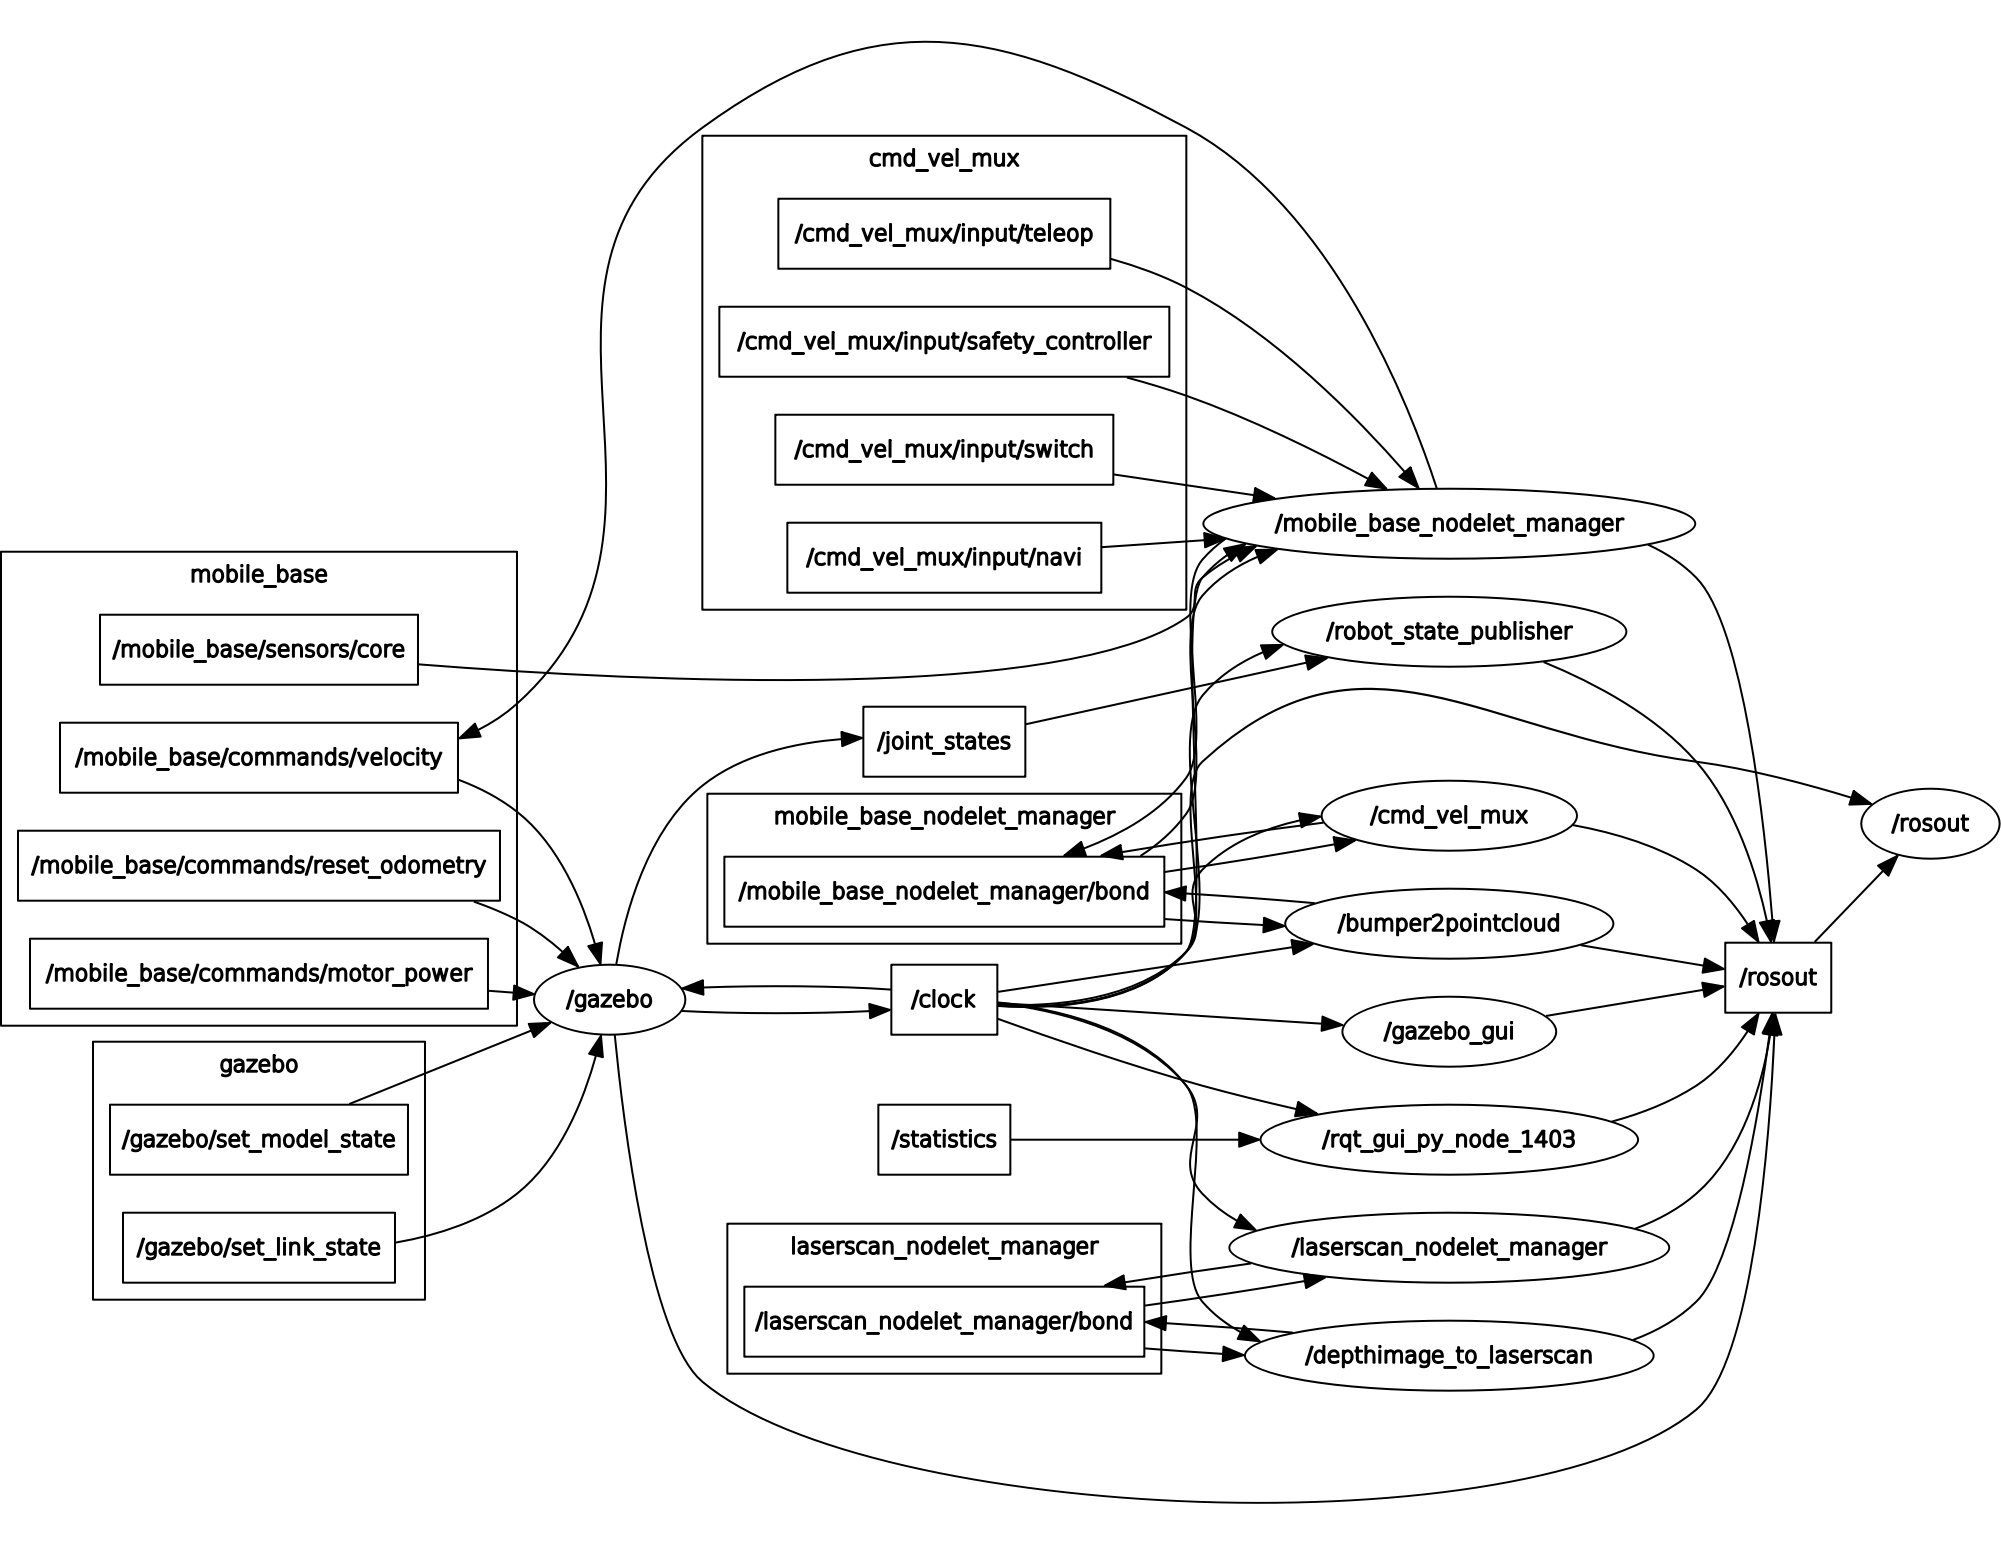 cmd_vel_mux
/cmd_vel_mux/input/teleop
/cmd_vel_mux/input/safety_controller
/cmd_vel_mux/input/switch
/cmd_vel_mux/input/navi
mobile_base
/mobile_base/sensors/core
/mobile_base/commands/velocity
/mobile_base/commands/reset_odometry
/mobile_base/commands/motor_power
gazebo
/gazebo/set_model_state
/gazebo/set_link_state
/gazebo
/joint_states
mobile_base_nodelet_manager
/mobile_base_nodelet_manager/bond
/clock
/statistics
laserscan_nodelet_manager
/laserscan_nodelet_manager/bond
/mobile_base_nodelet_manager
/robot_state_publisher
/cmd_vel_mux
/bumper2pointcloud
/gazebo_gui
/rqt_gui_py_node_1403
/laserscan_nodelet_manager
/depthimage_to_laserscan
/rosout
/rosout